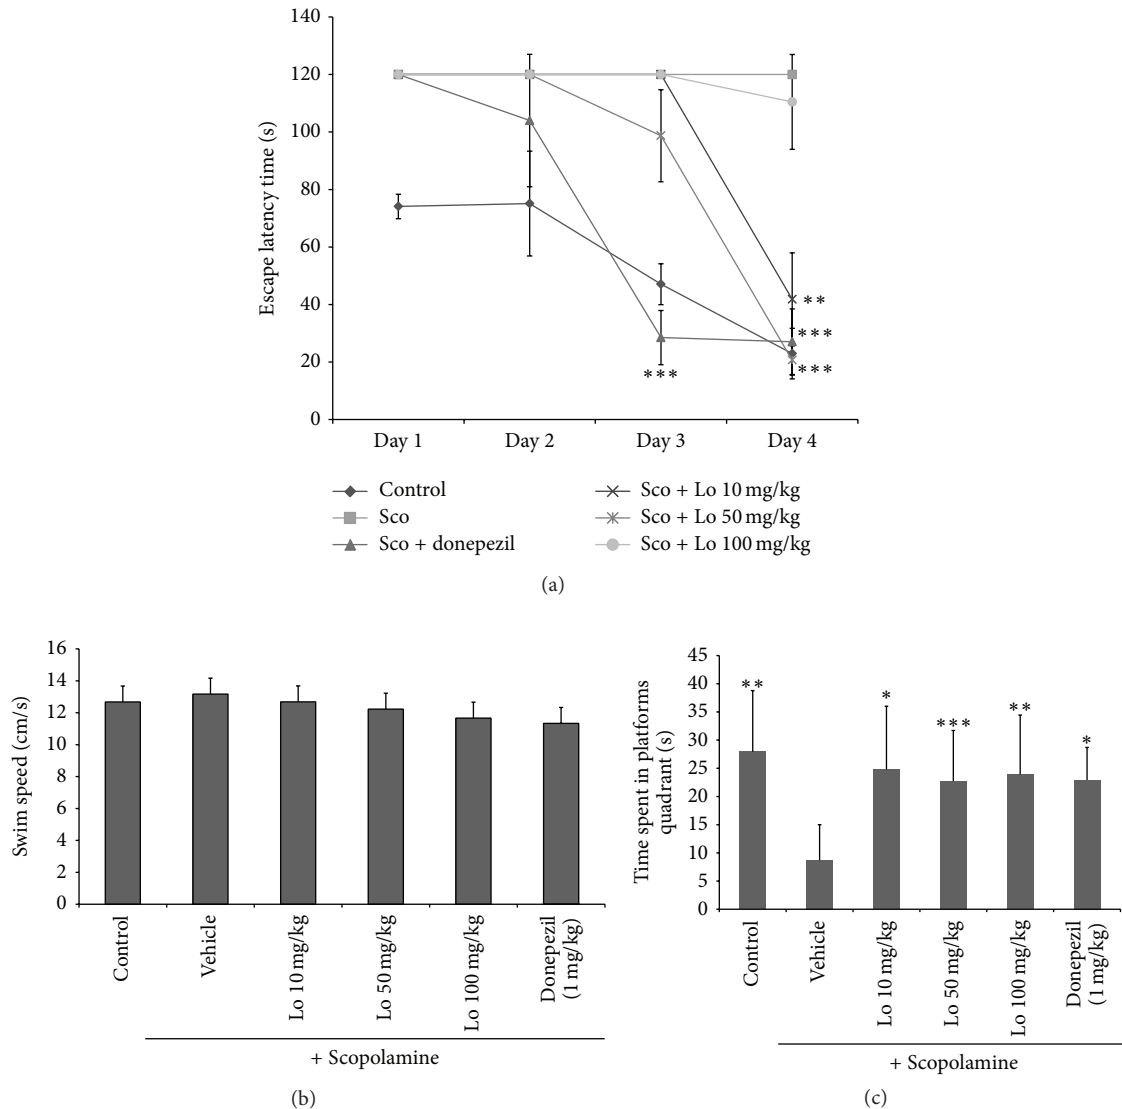 140
120
100
80
60
40
20
0
Escape latency time (s)
**
***
***
***
Day 1 Day 2 Day 3 Day 4
Control
Sco
Sco + donepezil
Sco + Lo 10 mg/kg
Sco + Lo 50 mg/kg
Sco + Lo 100 mg/kg
(a)
16
14
12
10
8
6
4
2
0
Swim speed (cm/s)
Control
Vehicle
Lo 10 mg/kg
Lo 50 mg/kg
Lo 100 mg/kg
Donepezil
(1 mg/kg)
+ Scopolamine
(b)
45
40
35
30
25
20
15
10
5
0
Time spent in platforms
quadrant (s)
**
*
***
**
*
Control
Vehicle
Lo 10 mg/kg
Lo 50 mg/kg
Lo 100 mg/kg
Donepezil
(1 mg/kg)
+ Scopolamine
(c)